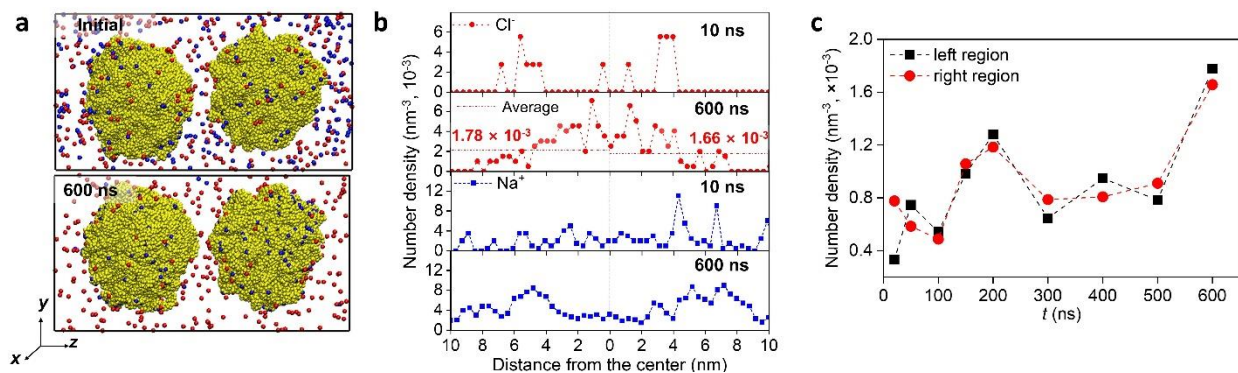 a
Initial
600 ns
y
x
z
b
Cl⁻
10 ns
Average
600 ns
1.78 × 10⁻³
1.66 × 10⁻³
Na⁺
10 ns
600 ns
Number density (nm⁻³, 10⁻³)
6
4
2
0
6
4
2
0
12
8
4
0
12
8
4
0
10 8 6 4 2 0 2 4 6 8 10
Distance from the center (nm)
c
left region
right region
Number density (nm⁻³, ×10⁻³)
2.0
1.6
1.2
0.8
0.4
0 100 200 300 400 500 600
t (ns)